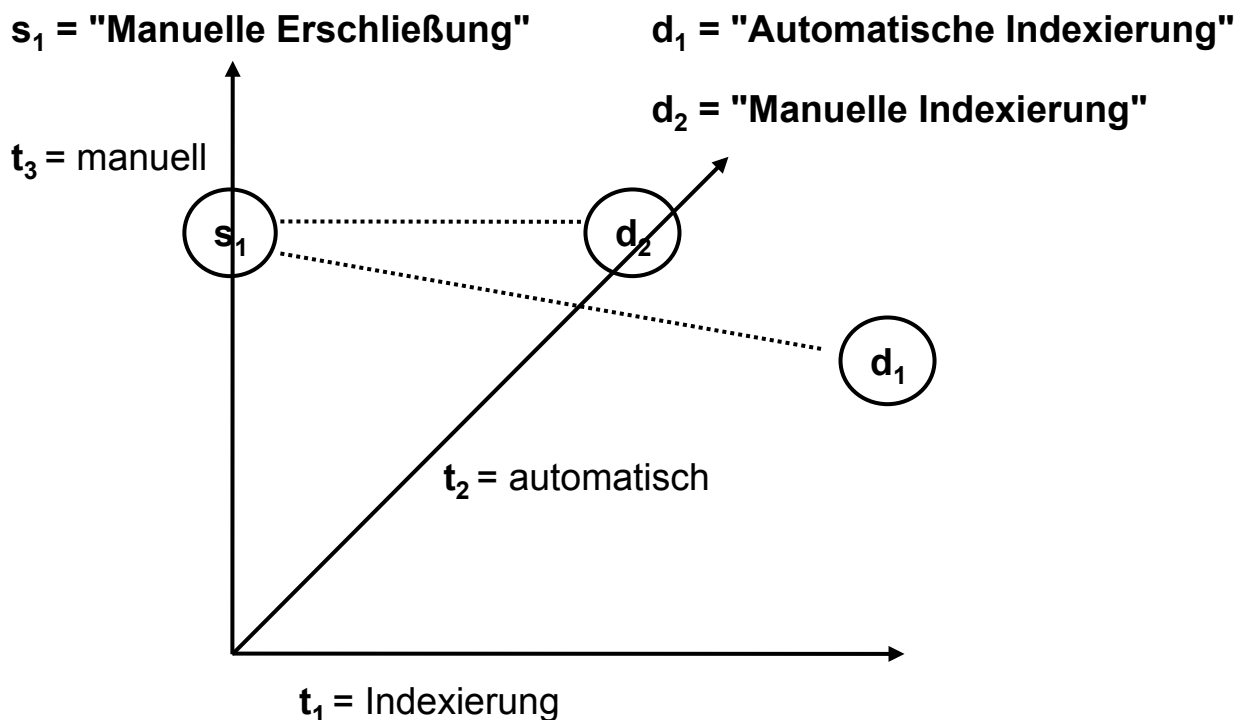 s₁ = "Manuelle Erschließung"
d₁ = "Automatische Indexierung"
d₂ = "Manuelle Indexierung"
t₃ = manuell
s₁
d₂
d₁
t₂ = automatisch
t₁ = Indexierung